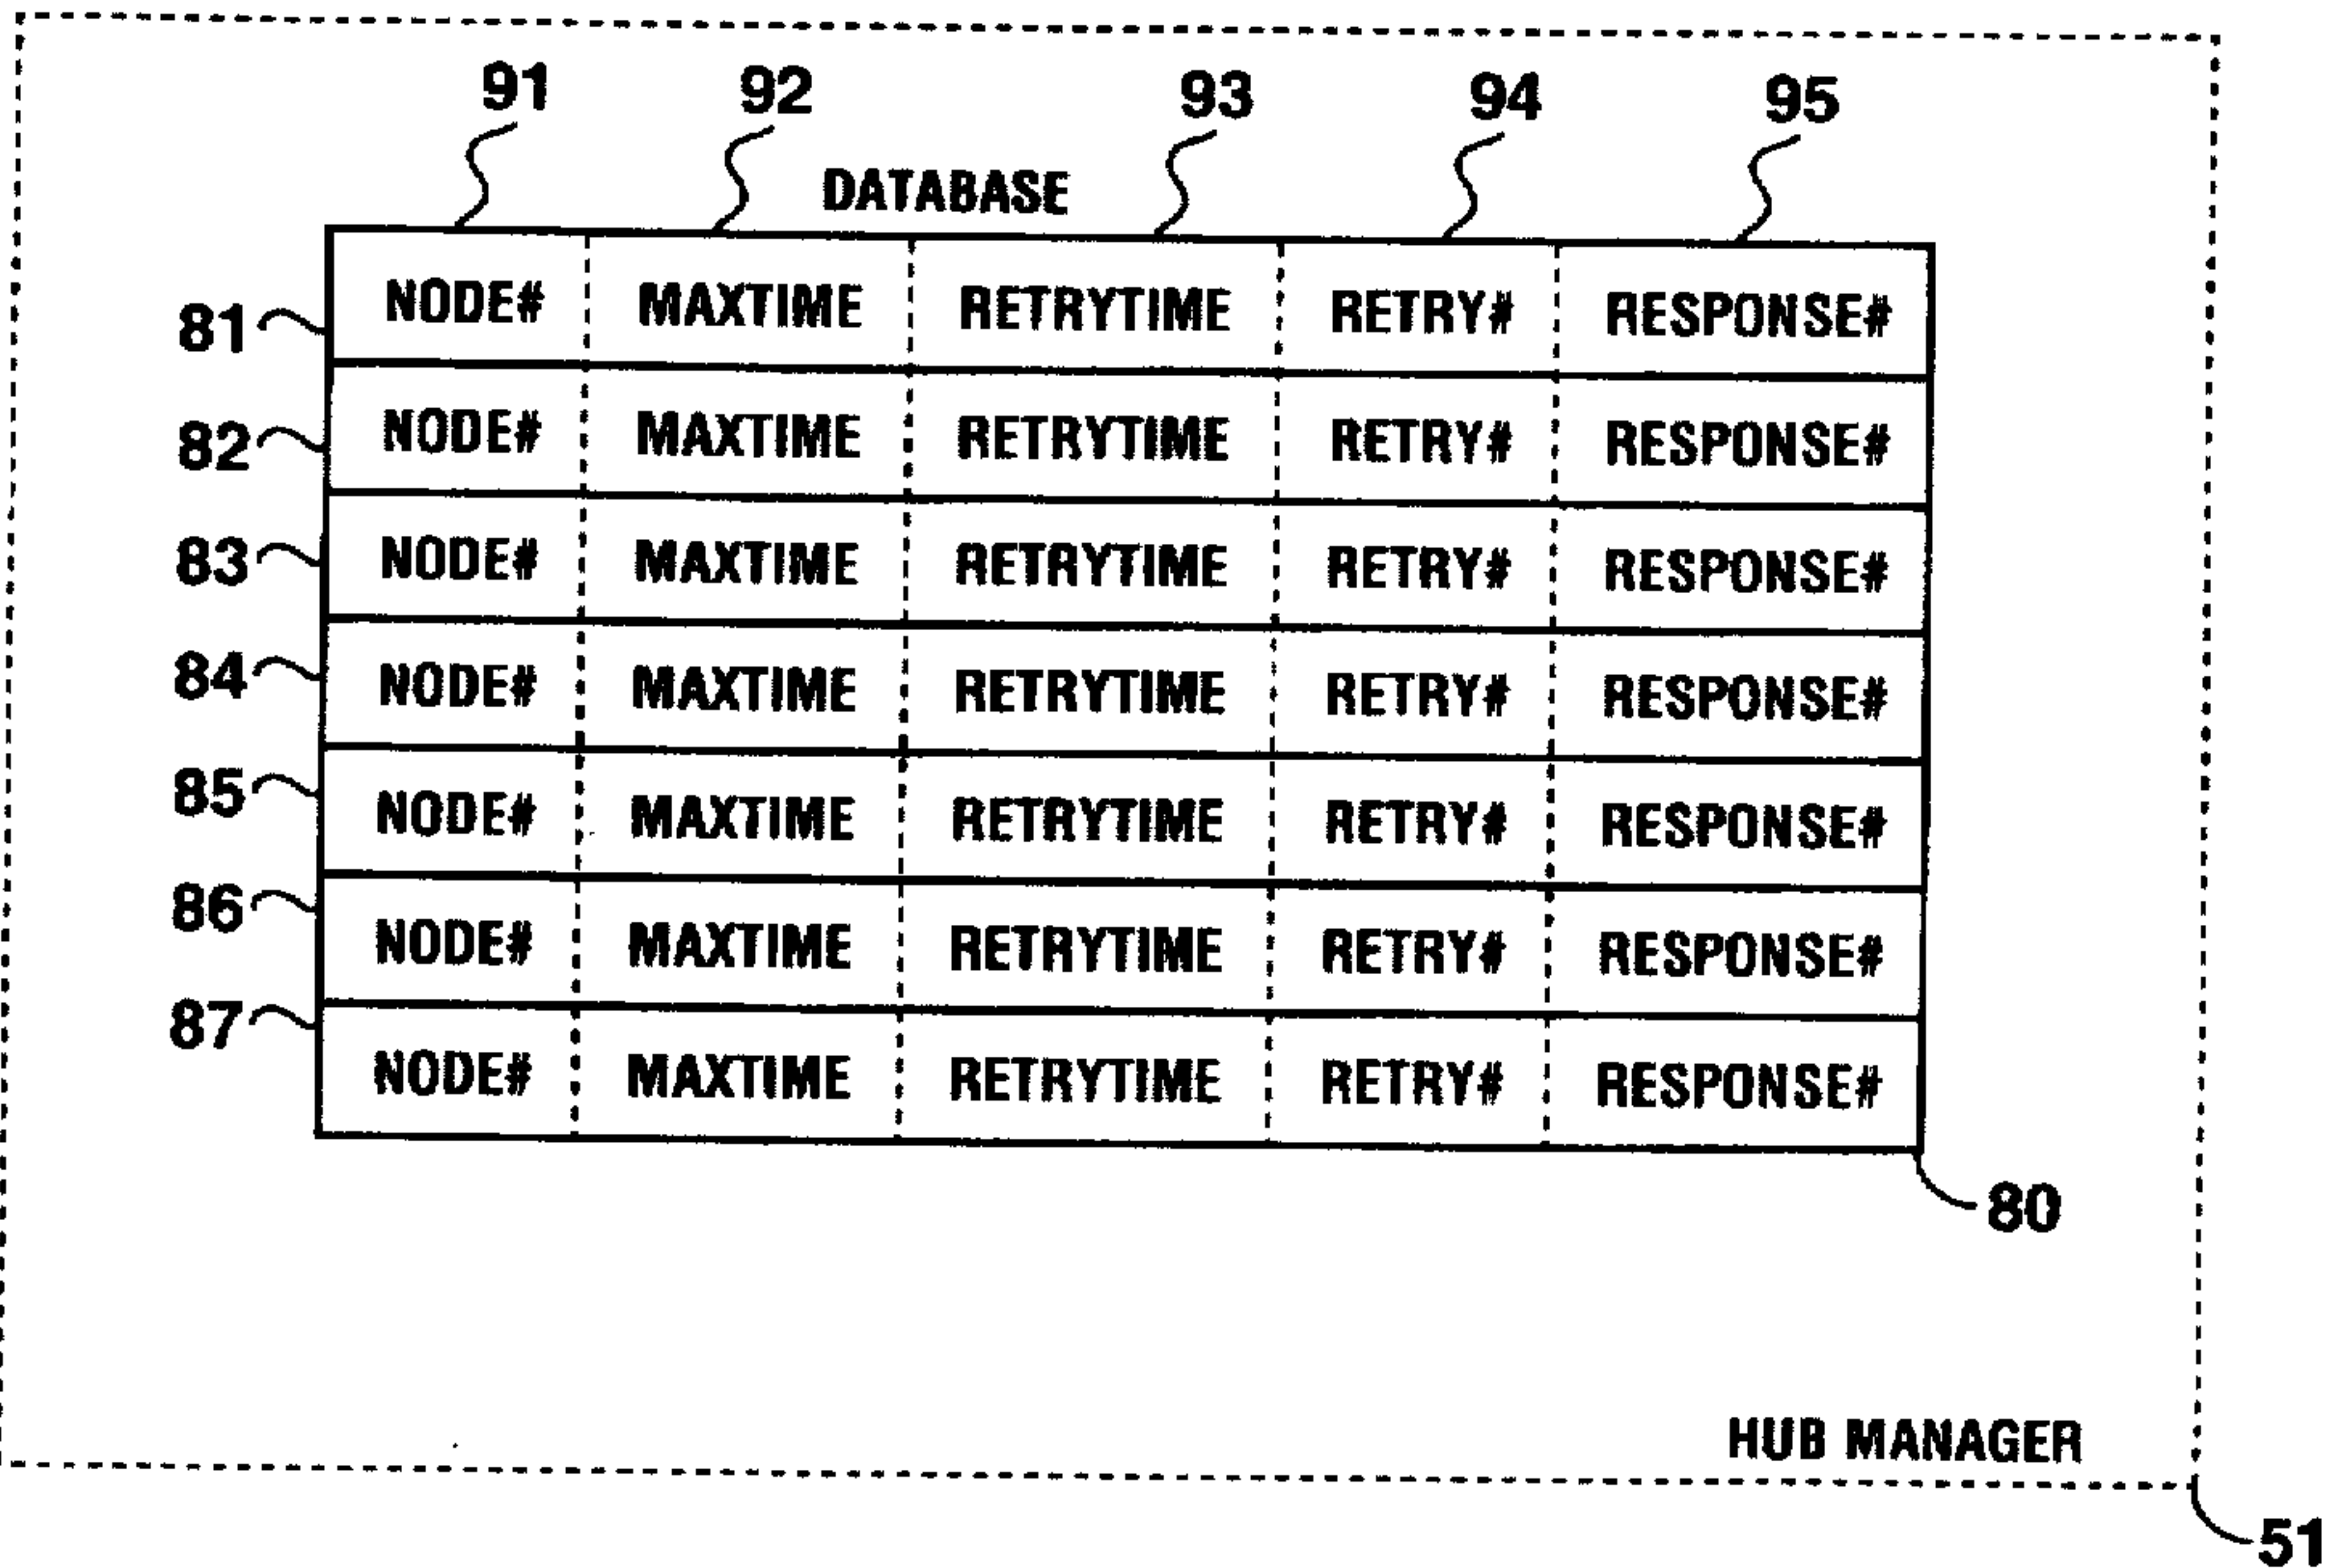 91 92 93 94 95
DATABASE
81 NODE# MAXTIME RETRYTIME RETRY# RESPONSE#
82 NODE# MAXTIME RETRYTIME RETRY# RESPONSE#
83 NODE# MAXTIME RETRYTIME RETRY# RESPONSE#
84 NODE# MAXTIME RETRYTIME RETRY# RESPONSE#
85 NODE# MAXTIME RETRYTIME RETRY# RESPONSE#
86 NODE# MAXTIME RETRYTIME RETRY# RESPONSE#
87 NODE# MAXTIME RETRYTIME RETRY# RESPONSE#
80
HUB MANAGER
51